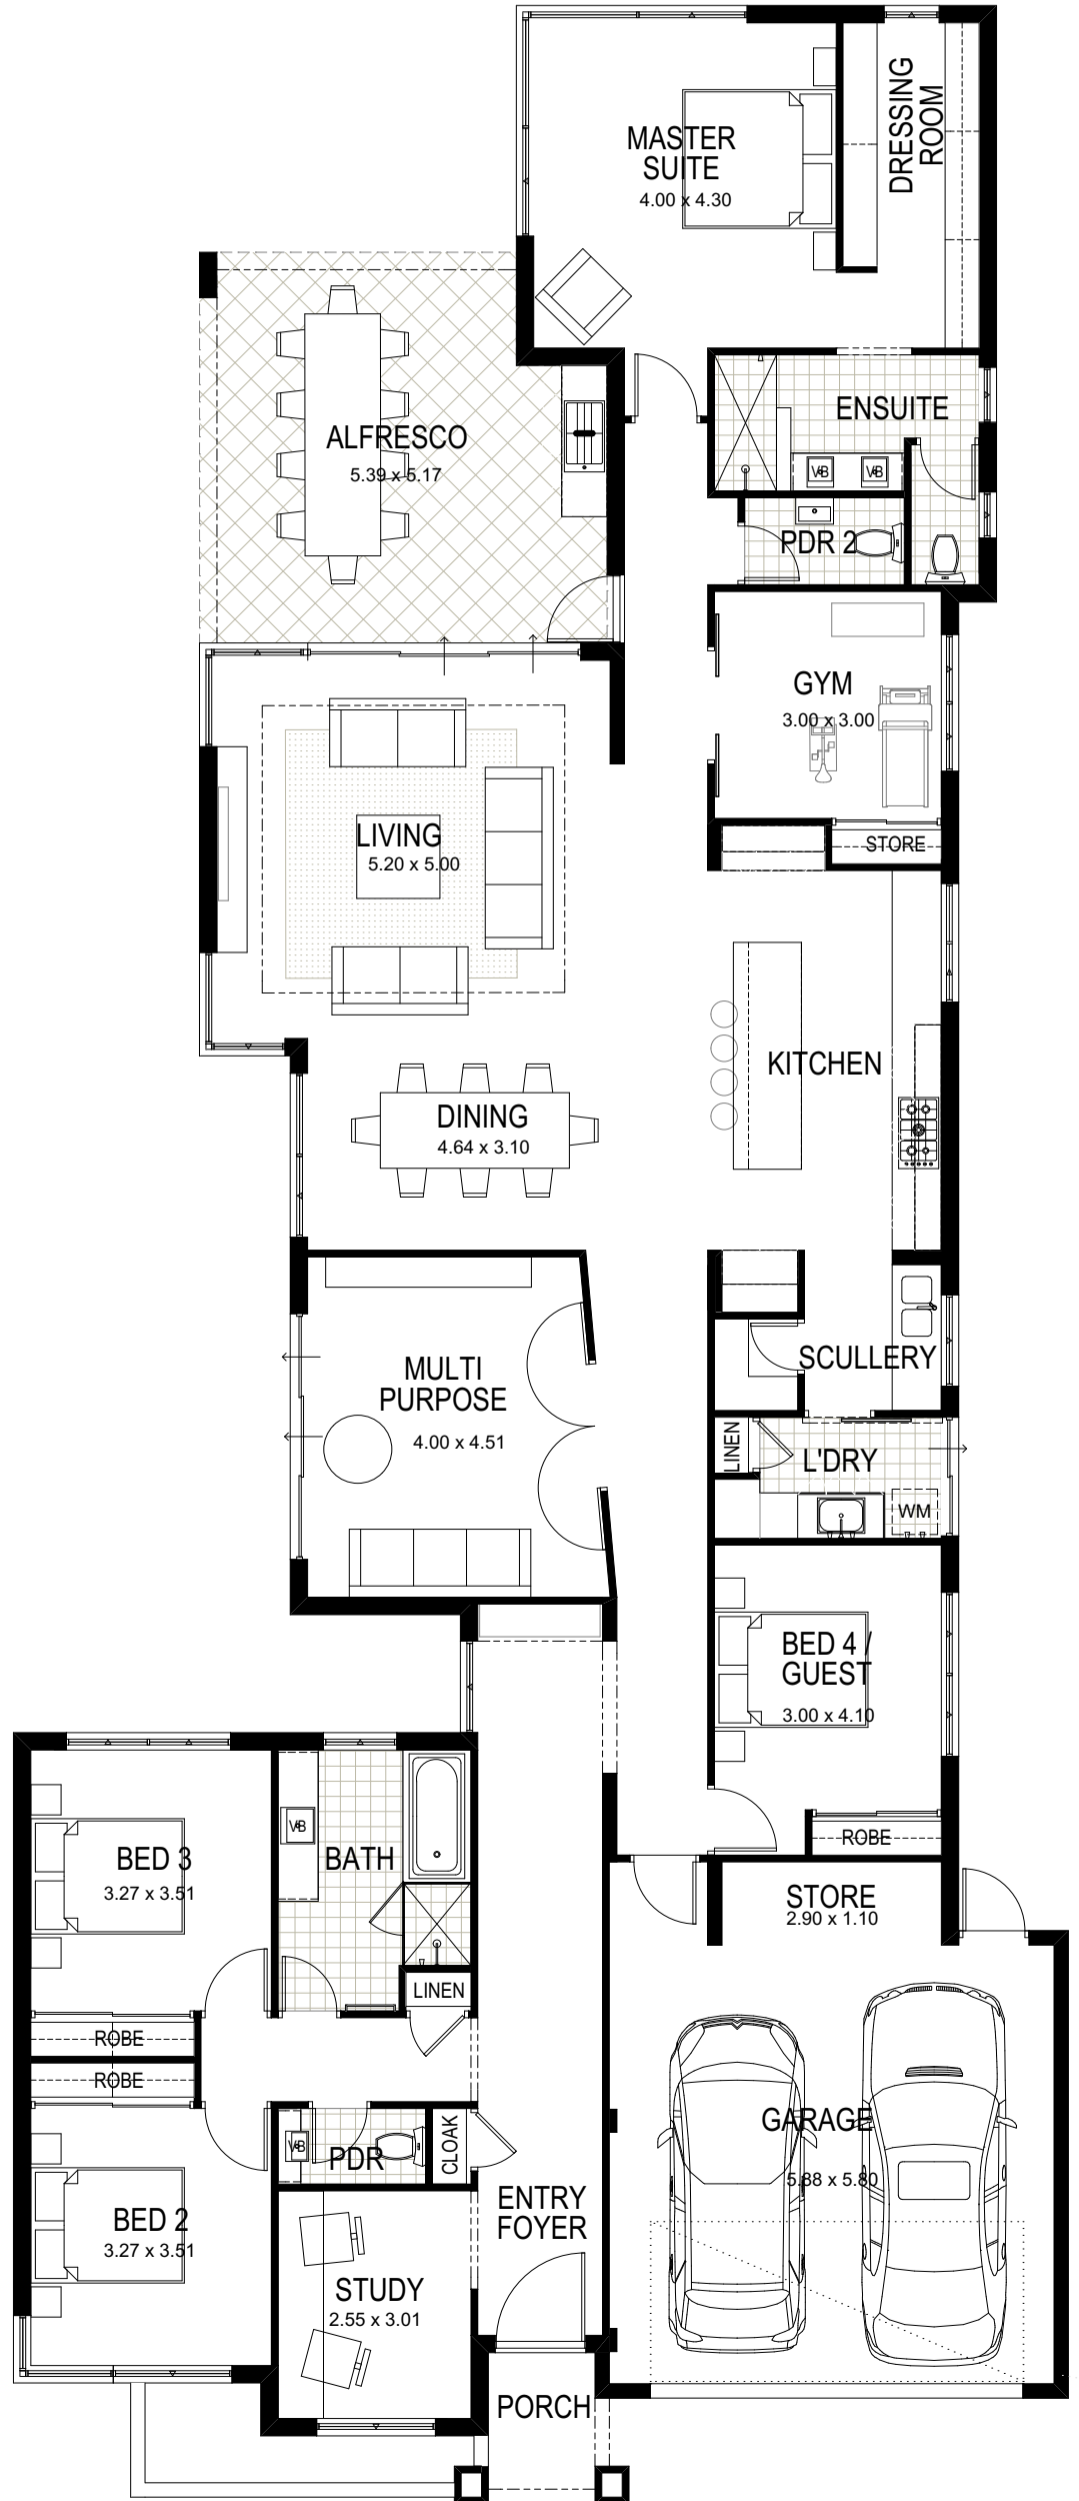 DRESSING
ROOM
MASTER
SUITE
4.00 x 4.30
ENSUITE
ALFRESCO
5.39 x 5.17
VB
VB
PDR 2
GYM
3.00 x 3.00
LIVING
5.20 x 5.00
STORE
KITCHEN
DINING
4.64 x 3.10
MULTI
PURPOSE
4.00 x 4.51
SCULLERY
LINEN
L'DRY
WM
BED 4 /
GUEST
3.00 x 4.10
ROBE
VB
BED 3
3.27 x 3.51
BATH
STORE
2.90 x 1.10
LINEN
ROBE
ROBE
GARAGE
5.88 x 5.80
VB
PDR
CLOAK
ENTRY
FOYER
BED 2
3.27 x 3.51
STUDY
2.55 x 3.01
PORCH